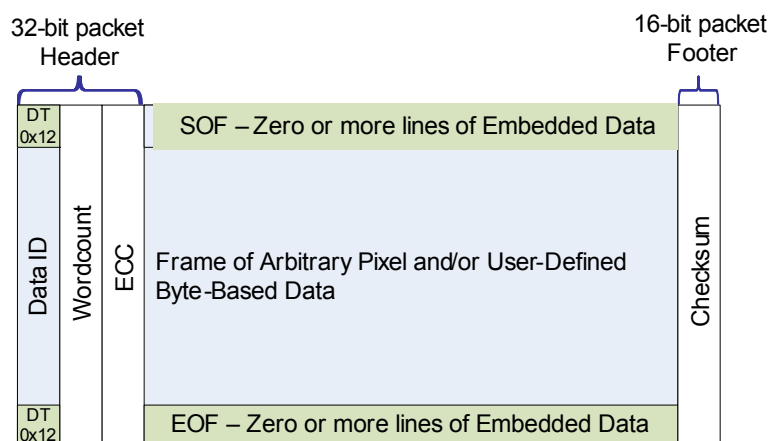 32-bit packet
Header
16-bit packet
Footer
DT
0x12
SOF – Zero or more lines of Embedded Data
Data ID
Wordcount
ECC
Frame of Arbitrary Pixel and/or User-Defined
Byte-Based Data
Checksum
DT
0x12
EOF – Zero or more lines of Embedded Data